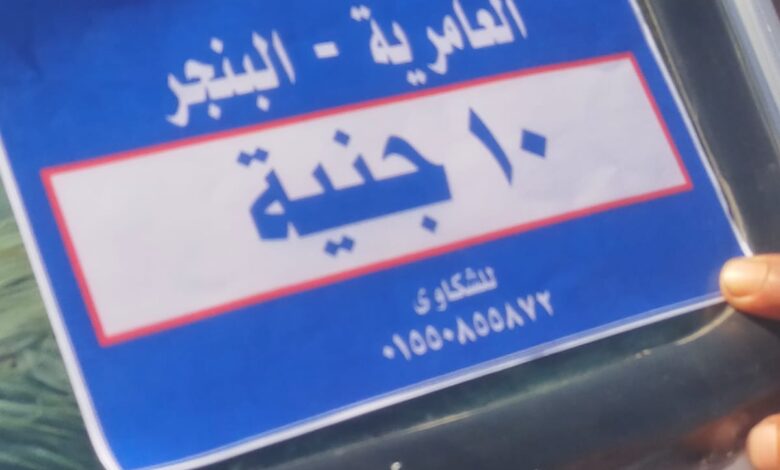 العامرية - البنجر
١٠ جنية
للشكاوى
٠١٥٥٠٨٥٥٨٧٢